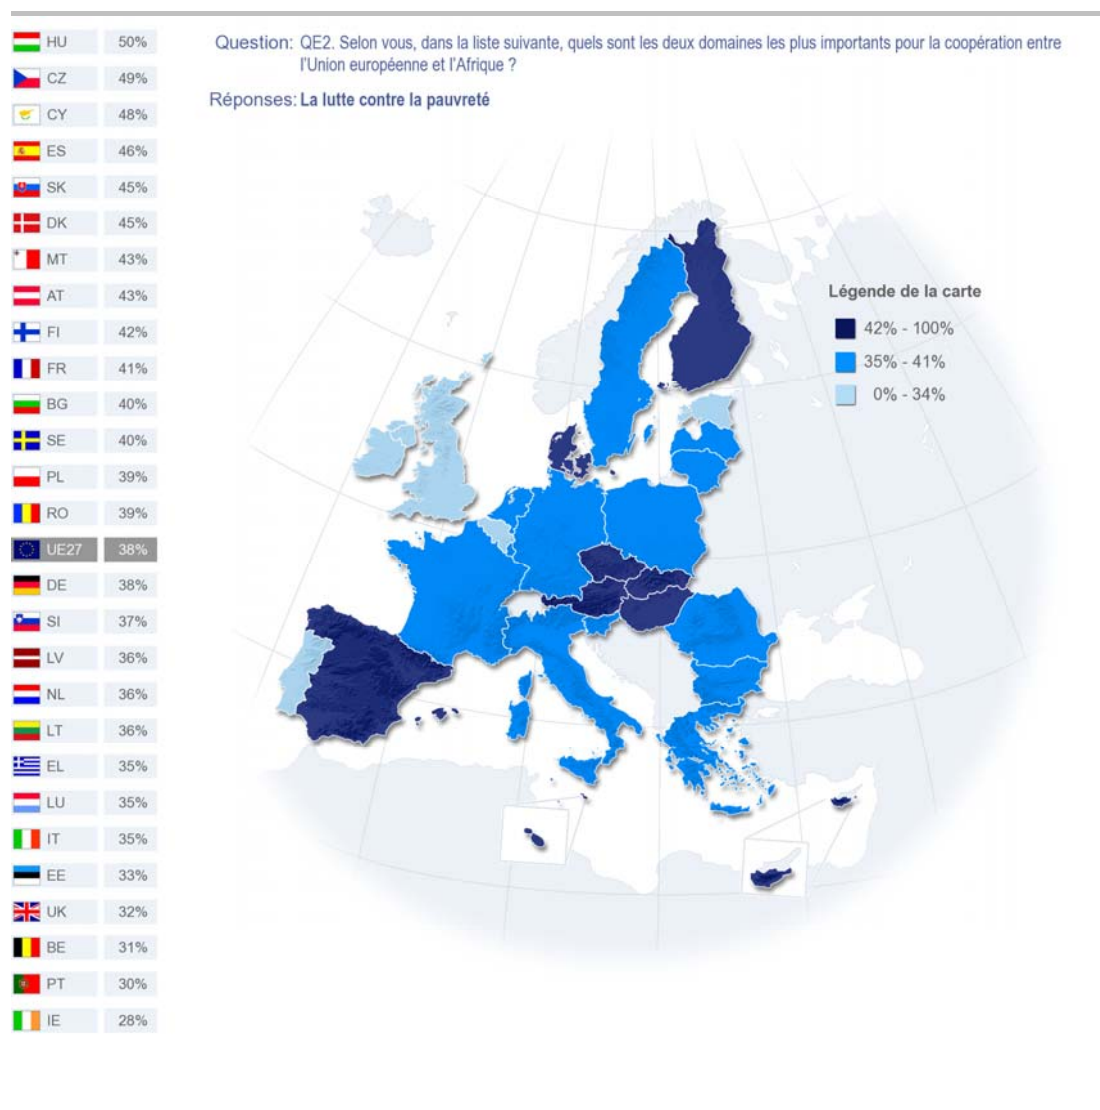 HU 50%
CZ 49%
CY 48%
ES 46%
SK 45%
DK 45%
MT 43%
AT 43%
FI 42%
FR 41%
BG 40%
SE 40%
PL 39%
RO 39%
UE27 38%
DE 38%
SI 37%
LV 36%
NL 36%
LT 36%
EL 35%
LU 35%
IT 35%
EE 33%
UK 32%
BE 31%
PT 30%
IE 28%
Question: QE2. Selon vous, dans la liste suivante, quels sont les deux domaines les plus importants pour la coopération entre
l'Union européenne et l'Afrique ?
Réponses: La lutte contre la pauvreté
Légende de la carte
42% - 100%
35% - 41%
0% - 34%